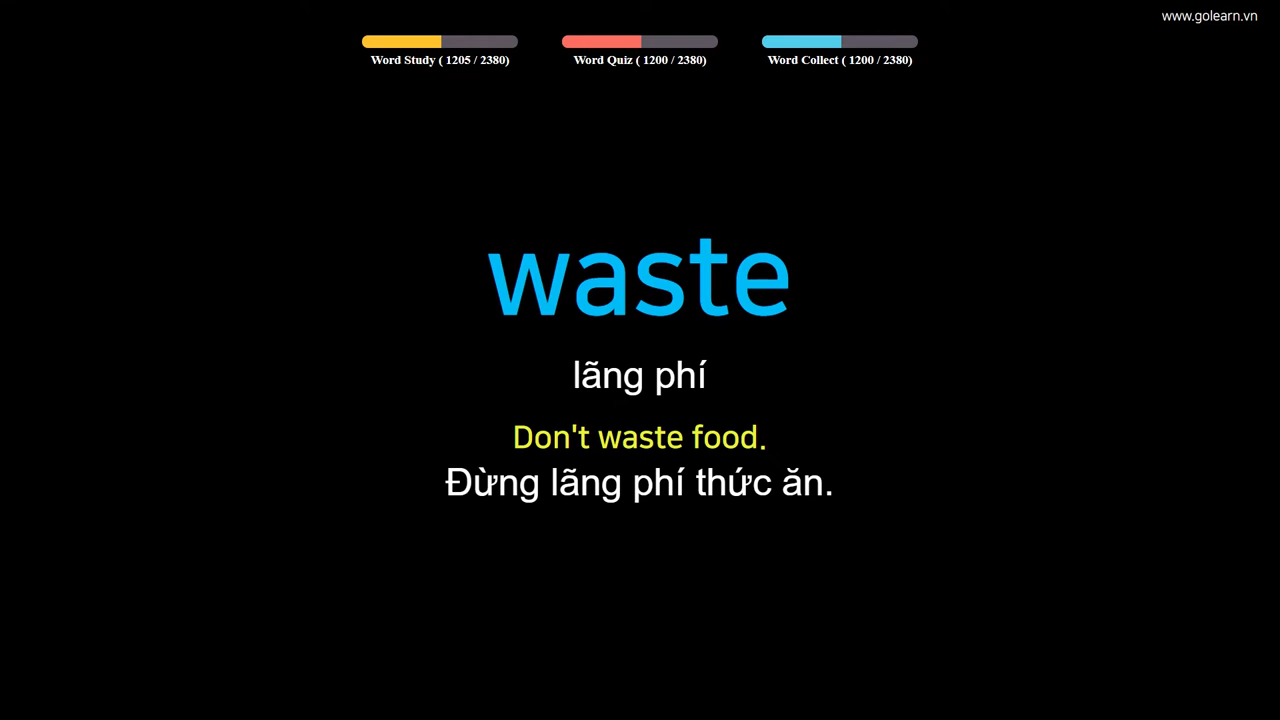 www.golearn.vn
Word Study ( 1205 / 2380)
Word Quiz ( 1200 / 2380)
Word Collect ( 1200 / 2380)
waste
lãng phí
Don't waste food.
Đừng lãng phí thức ăn.